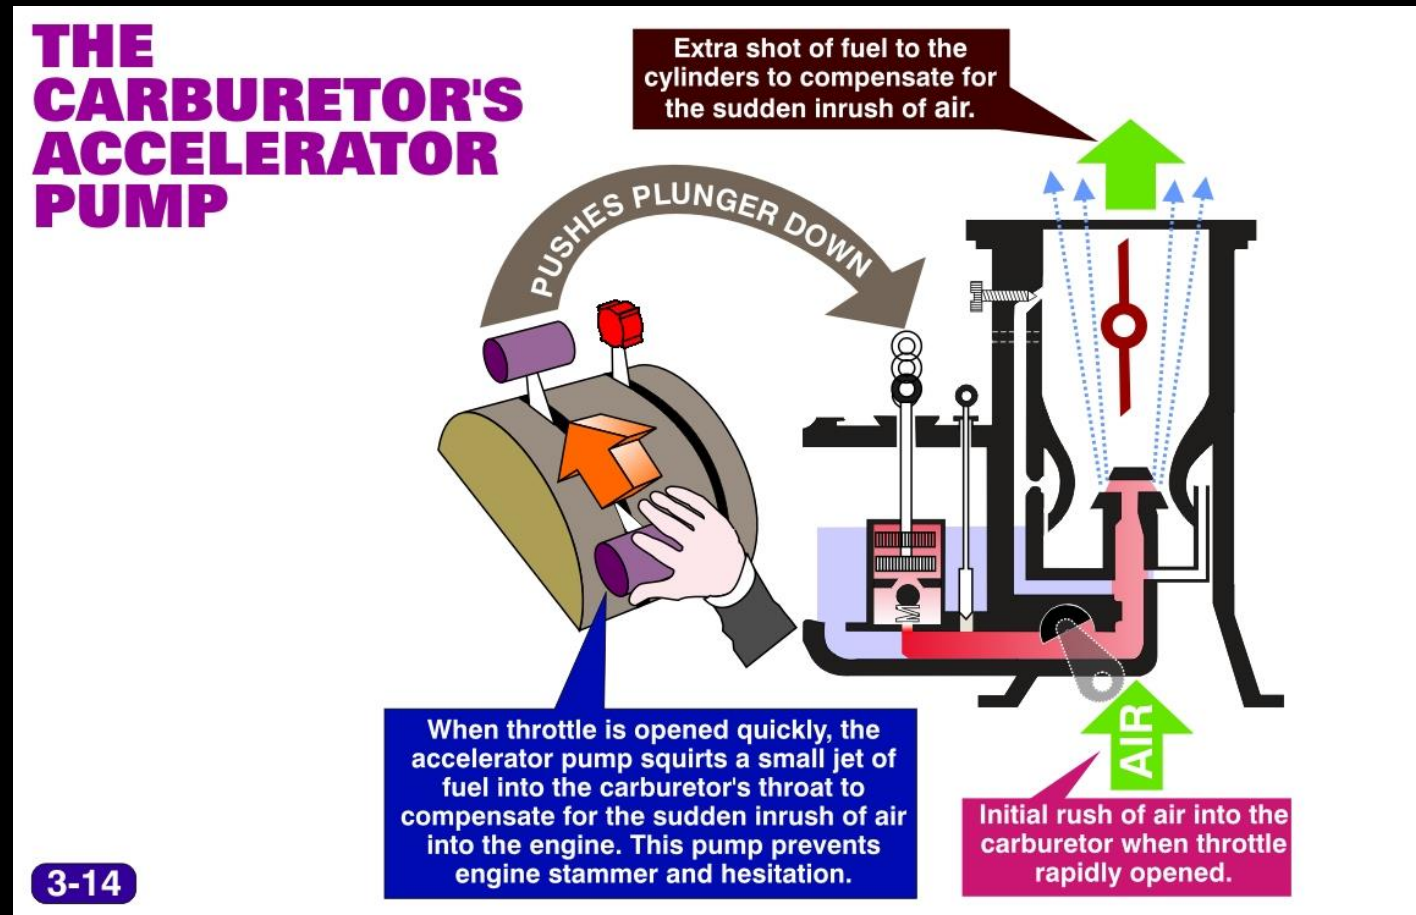 THE
CARBURETOR'S
ACCELERATOR
PUMP
Extra shot of fuel to the
cylinders to compensate for
the sudden inrush of air.
PUSHES PLUNGER DOWN
When throttle is opened quickly, the
accelerator pump squirts a small jet of
fuel into the carburetor's throat to
compensate for the sudden inrush of air
into the engine. This pump prevents
engine stammer and hesitation.
AIR
Initial rush of air into the
carburetor when throttle
rapidly opened.
3-14